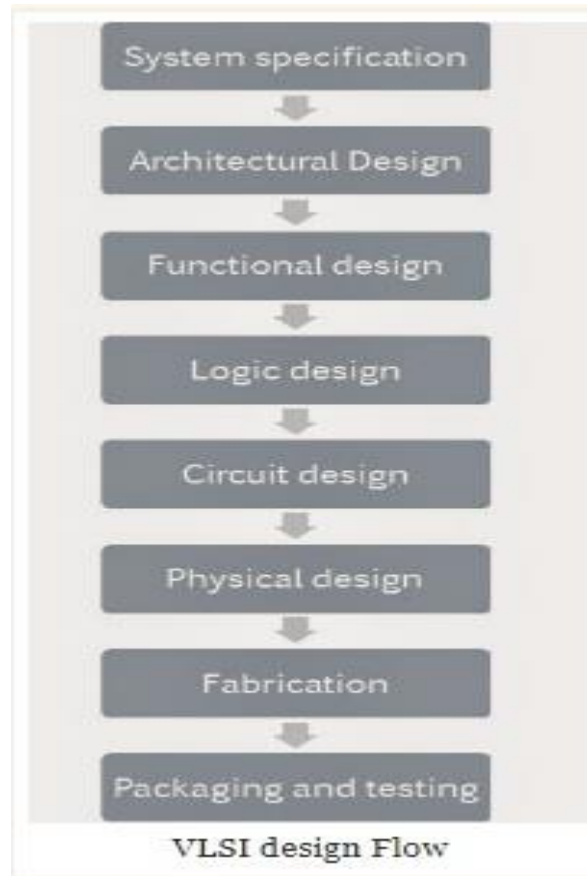 System specification
Architectural Design
Functional design
Logic design
Circuit design
Physical design
Fabrication
Packaging and testing
VLSI design Flow